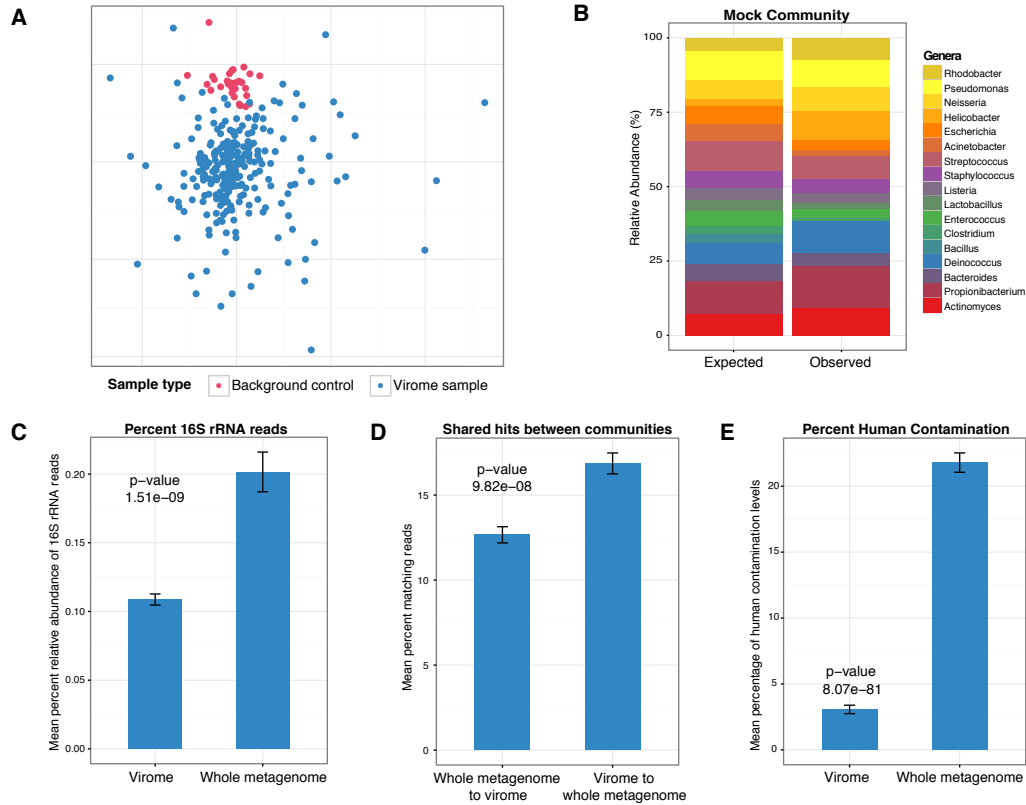 A
Sample type
Background control
Virome sample
B
Mock Community
Relative Abundance (%)
100
75
50
25
0
Expected
Observed
Genera
Rhodobacter
Pseudomonas
Neisseria
Helicobacter
Escherichia
Acinetobacter
Streptococcus
Staphylococcus
Listeria
Lactobacillus
Enterococcus
Clostridium
Bacillus
Deinococcus
Bacteroides
Propionibacterium
Actinomyces
C
Percent 16S rRNA reads
Mean percent relative abundance of 16S rRNA reads
0.20
0.15
0.10
0.05
0.00
p−value
1.51e−09
Virome
Whole metagenome
D
Shared hits between communities
Mean percent matching reads
15
10
5
0
p−value
9.82e−08
Whole metagenome
to virome
Virome to
whole metagenome
E
Percent Human Contamination
Mean percentage of human contamination levels
20
15
10
5
0
p−value
8.07e−81
Virome
Whole metagenome